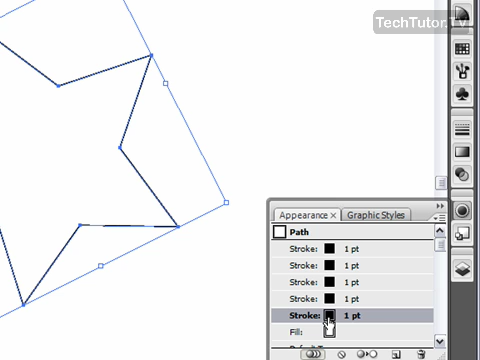 TechTutor.Tv
Appearance × Graphic Styles
Path
Stroke: 1 pt
Stroke: 1 pt
Stroke: 1 pt
Stroke: 1 pt
Stroke: 1 pt
Fill: